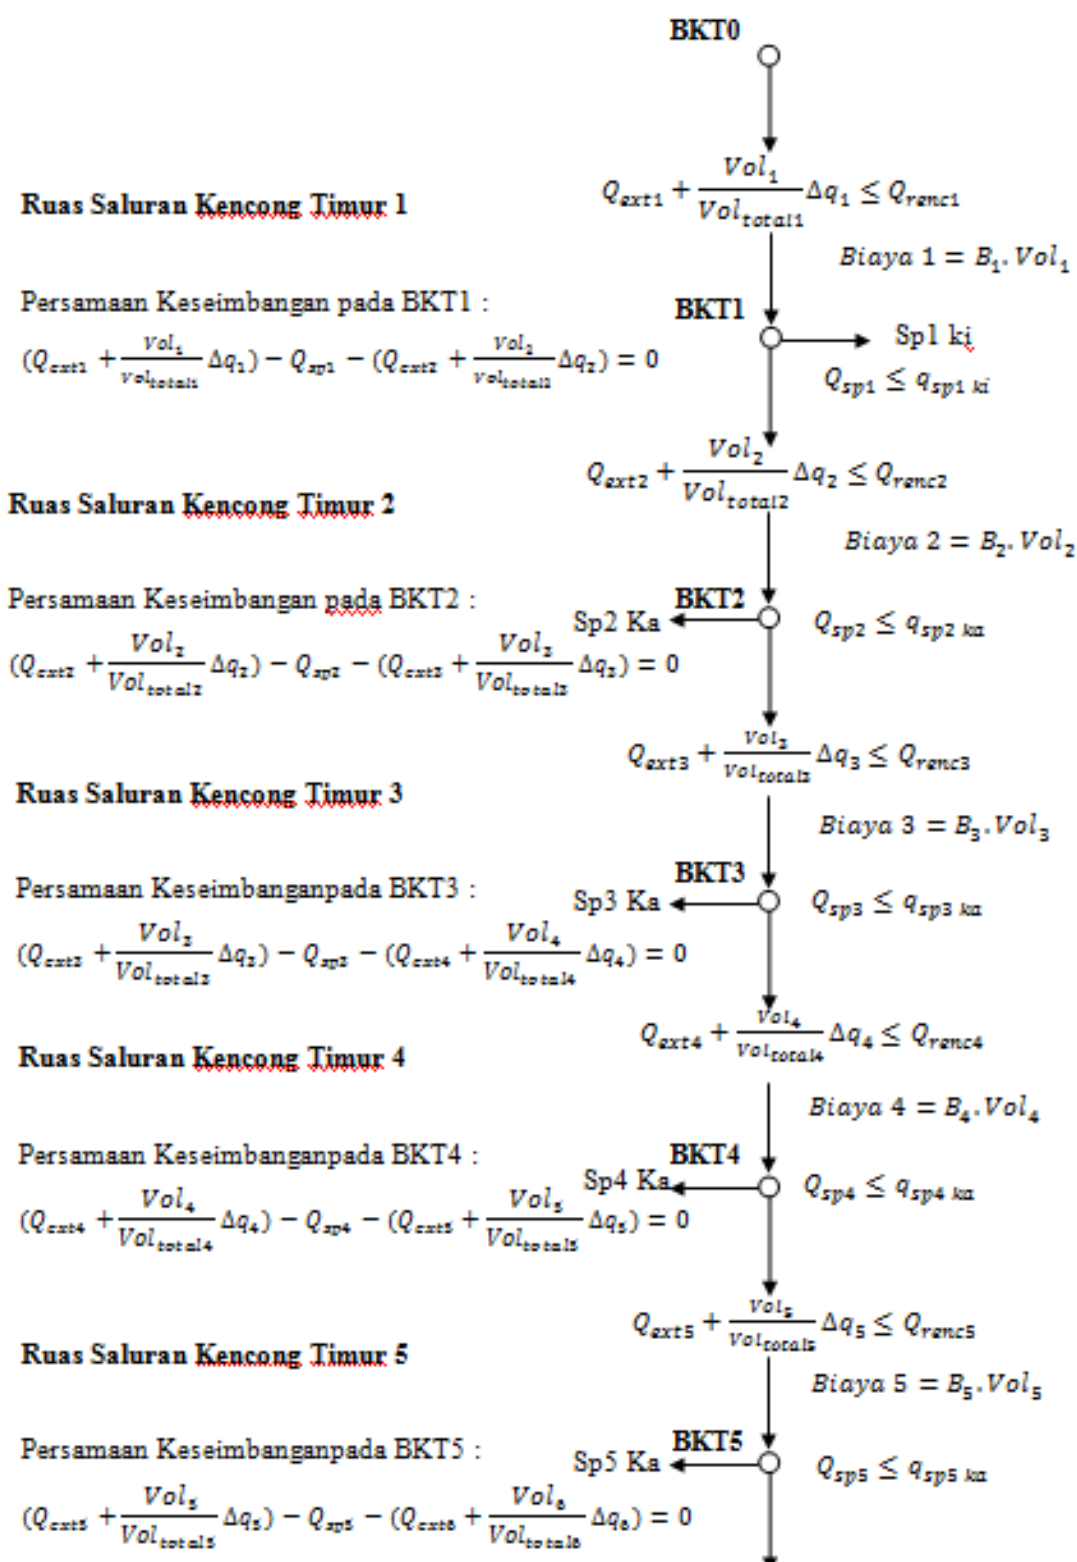 BKT0
Q_ext1 + Vol_1/Vol_total1 Δq_1 ≤ Q_renc1
Ruas Saluran Kencong Timur 1
Biaya 1 = B_1. Vol_1
Persamaan Keseimbangan pada BKT1 :
BKT1
Sp1 ki
(Q_ext1 + Vol_1/Vol_total1 Δq_1) − Q_sp1 − (Q_ext2 + Vol_2/Vol_total2 Δq_2) = 0
Q_sp1 ≤ q_sp1 ki
Q_ext2 + Vol_2/Vol_total2 Δq_2 ≤ Q_renc2
Ruas Saluran Kencong Timur 2
Biaya 2 = B_2. Vol_2
Persamaan Keseimbangan pada BKT2 :
BKT2
Sp2 Ka
Q_sp2 ≤ q_sp2 ka
(Q_ext2 + Vol_2/Vol_total2 Δq_2) − Q_sp2 − (Q_ext3 + Vol_3/Vol_total3 Δq_3) = 0
Q_ext3 + Vol_3/Vol_total3 Δq_3 ≤ Q_renc3
Ruas Saluran Kencong Timur 3
Biaya 3 = B_3. Vol_3
Persamaan Keseimbanganpada BKT3 :
BKT3
Sp3 Ka
Q_sp3 ≤ q_sp3 ka
(Q_ext3 + Vol_3/Vol_total3 Δq_3) − Q_sp3 − (Q_ext4 + Vol_4/Vol_total4 Δq_4) = 0
Q_ext4 + Vol_4/Vol_total4 Δq_4 ≤ Q_renc4
Ruas Saluran Kencong Timur 4
Biaya 4 = B_4. Vol_4
Persamaan Keseimbanganpada BKT4 :
BKT4
Sp4 Ka
Q_sp4 ≤ q_sp4 ka
(Q_ext4 + Vol_4/Vol_total4 Δq_4) − Q_sp4 − (Q_ext5 + Vol_5/Vol_total5 Δq_5) = 0
Q_ext5 + Vol_5/Vol_total5 Δq_5 ≤ Q_renc5
Ruas Saluran Kencong Timur 5
Biaya 5 = B_5. Vol_5
Persamaan Keseimbanganpada BKT5 :
BKT5
Sp5 Ka
Q_sp5 ≤ q_sp5 ka
(Q_ext5 + Vol_5/Vol_total5 Δq_5) − Q_sp5 − (Q_ext6 + Vol_6/Vol_total6 Δq_6) = 0